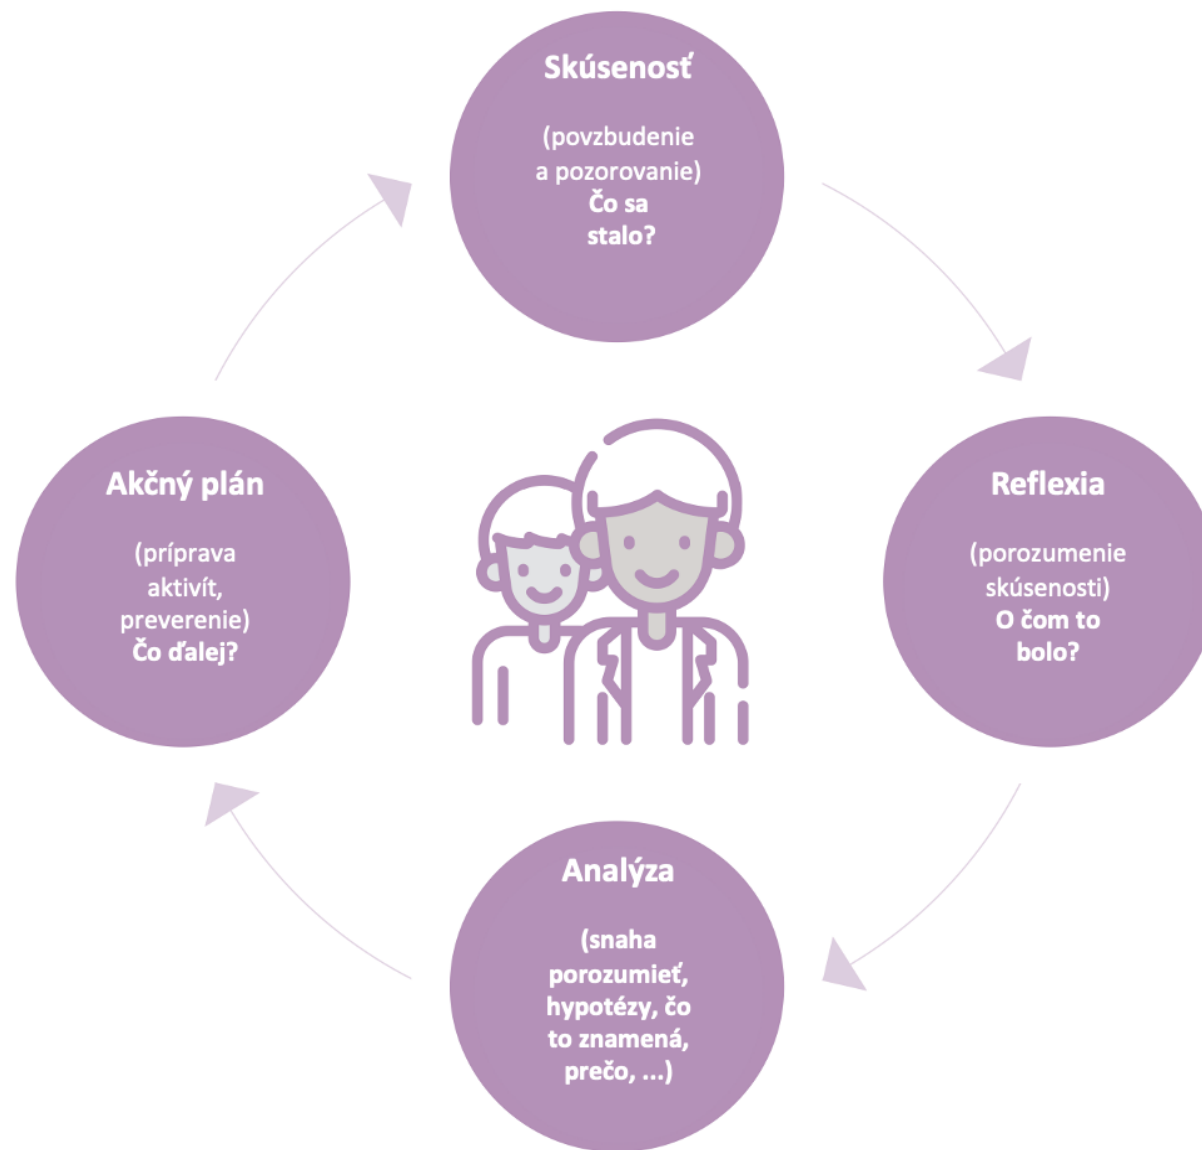 Skúsenosť
(povzbudenie
a pozorovanie)
Čo sa
stalo?
Reflexia
(porozumenie
skúsenosti)
O čom to
bolo?
Analýza
(snaha
porozumieť,
hypotézy, čo
to znamená,
prečo, ...)
Akčný plán
(príprava
aktivít,
preverenie)
Čo ďalej?